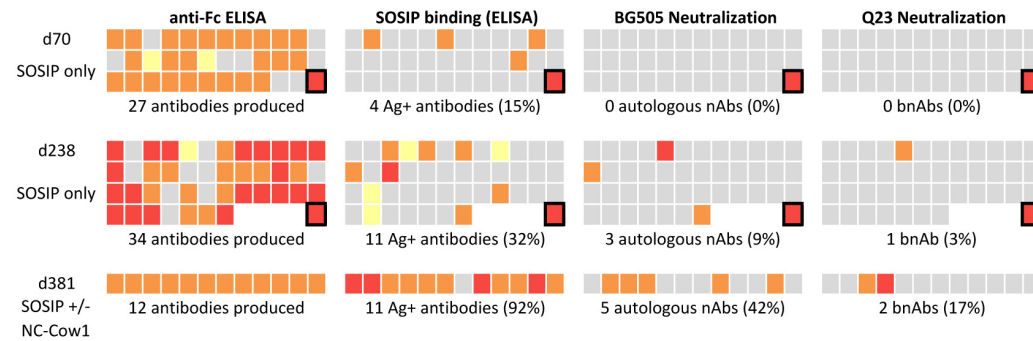 anti-Fc ELISA SOSIP binding (ELISA) BG505 Neutralization Q23 Neutralization
d70
SOSIP only
27 antibodies produced 4 Ag+ antibodies (15%) 0 autologous nAbs (0%) 0 bnAbs (0%)
d238
SOSIP only
34 antibodies produced 11 Ag+ antibodies (32%) 3 autologous nAbs (9%) 1 bnAb (3%)
d381
SOSIP +/-
NC-Cow1
12 antibodies produced 11 Ag+ antibodies (92%) 5 autologous nAbs (42%) 2 bnAbs (17%)